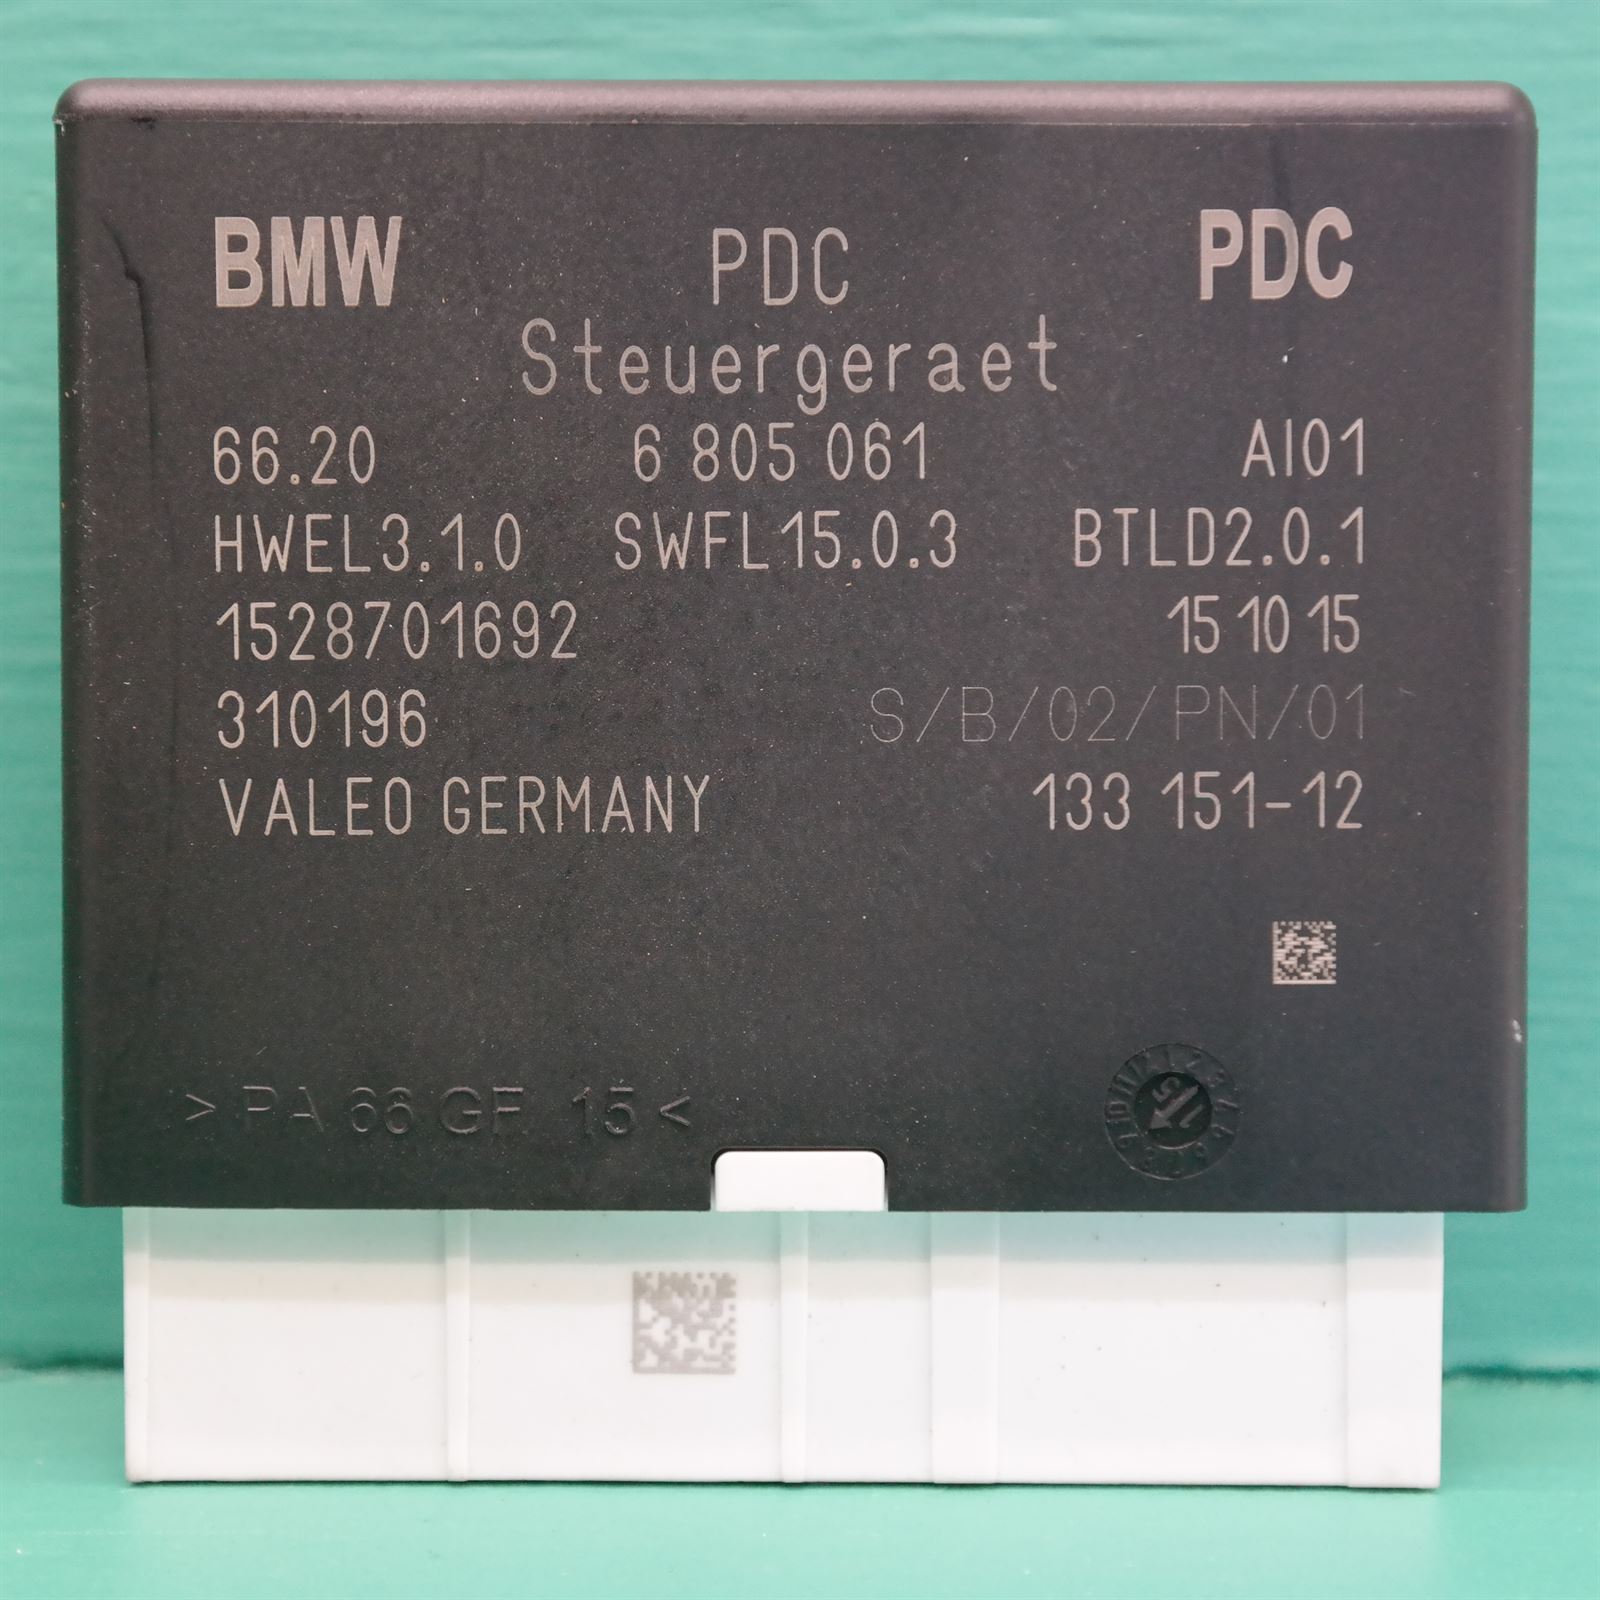 BMW PDC PDC
Steuergeraet
66.20 6 805 061 AI01
HWEL3.1.0 SWFL15.0.3 BTLD2.0.1
1528701692 15 10 15
310196 S/B/02/PN/01
VALEO GERMANY 133 151-12
>PA 66 GF 15<